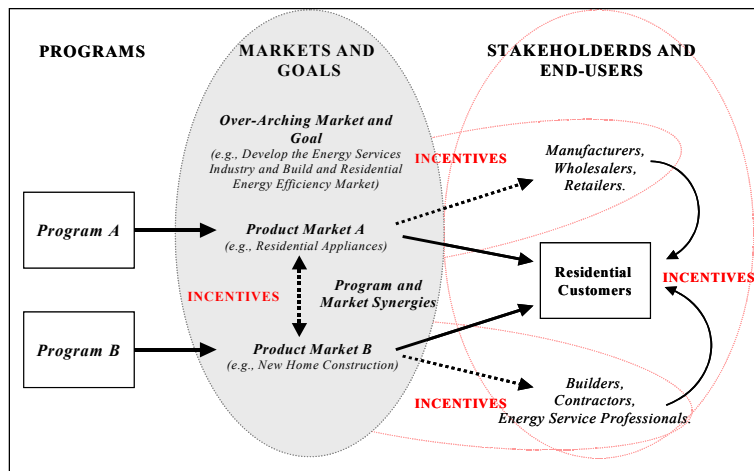 PROGRAMS
MARKETS AND
GOALS
STAKEHOLDERDS AND
END-USERS
Over-Arching Market and
Goal
(e.g., Develop the Energy Services
Industry and Build and Residential
Energy Efficiency Market)
INCENTIVES
Manufacturers,
Wholesalers,
Retailers.
Program A
Product Market A
(e.g., Residential Appliances)
INCENTIVES
Program and
Market Synergies
Residential
Customers
INCENTIVES
Program B
Product Market B
(e.g., New Home Construction)
INCENTIVES
Builders,
Contractors,
Energy Service Professionals.